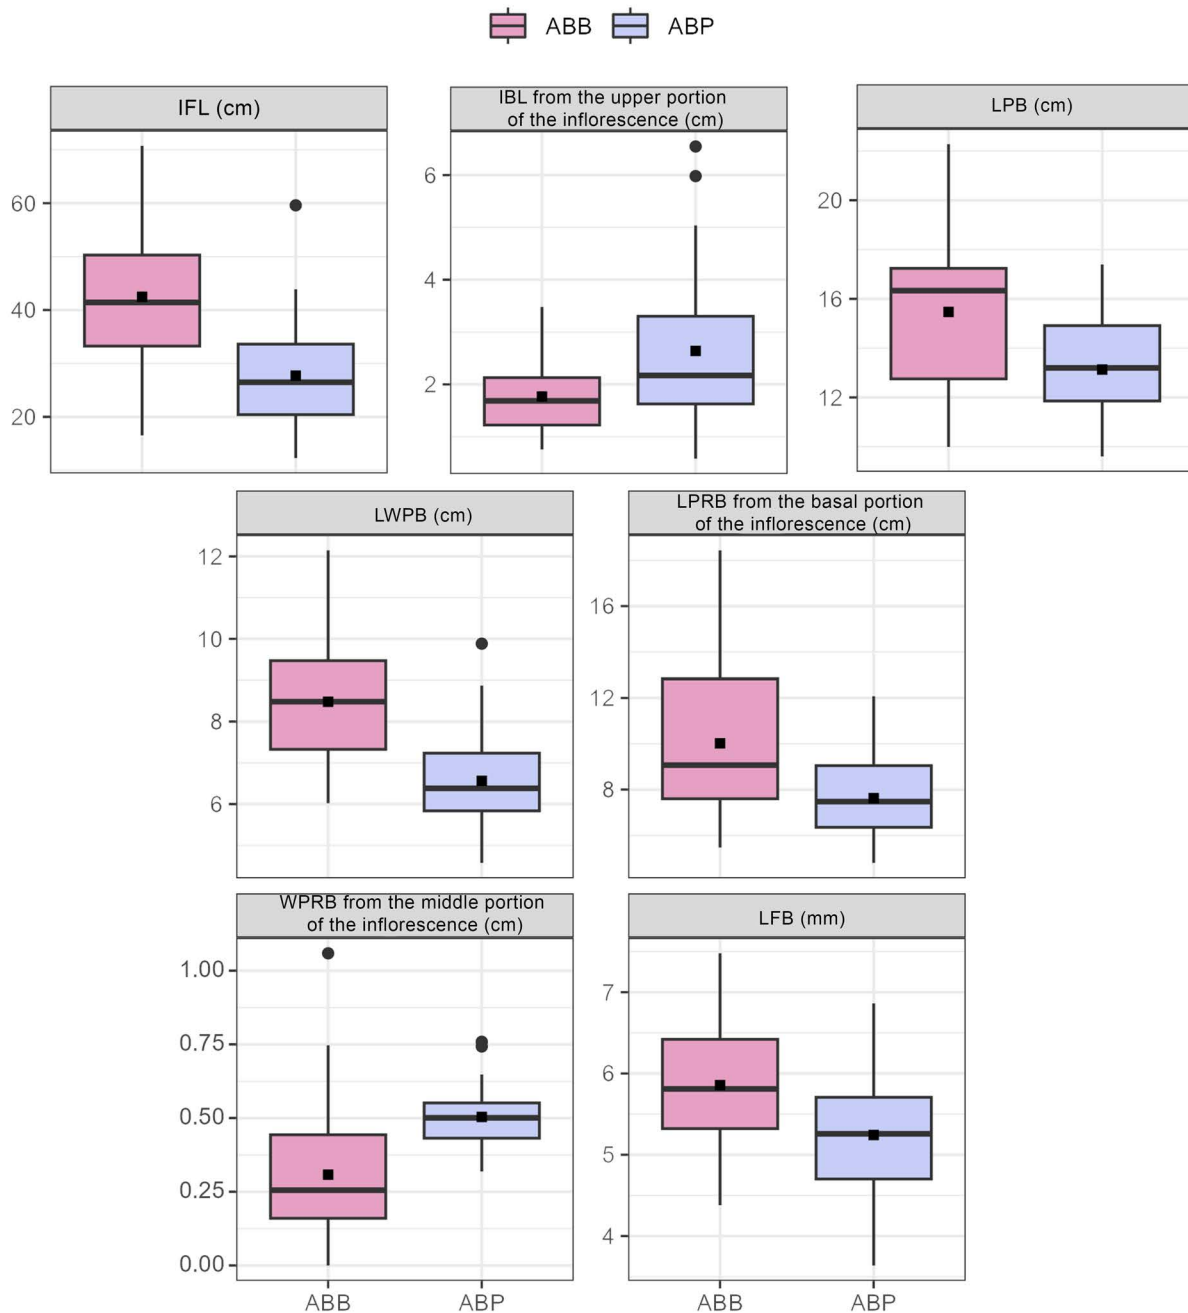 ABB ABP
IFL (cm)
IBL from the upper portion
of the inflorescence (cm)
LPB (cm)
60
40
20
6
4
2
20
16
12
LWPB (cm)
LPRB from the basal portion
of the inflorescence (cm)
12
10
8
6
16
12
8
WPRB from the middle portion
of the inflorescence (cm)
LFB (mm)
1.00
0.75
0.50
0.25
0.00
7
6
5
4
ABB ABP
ABB ABP